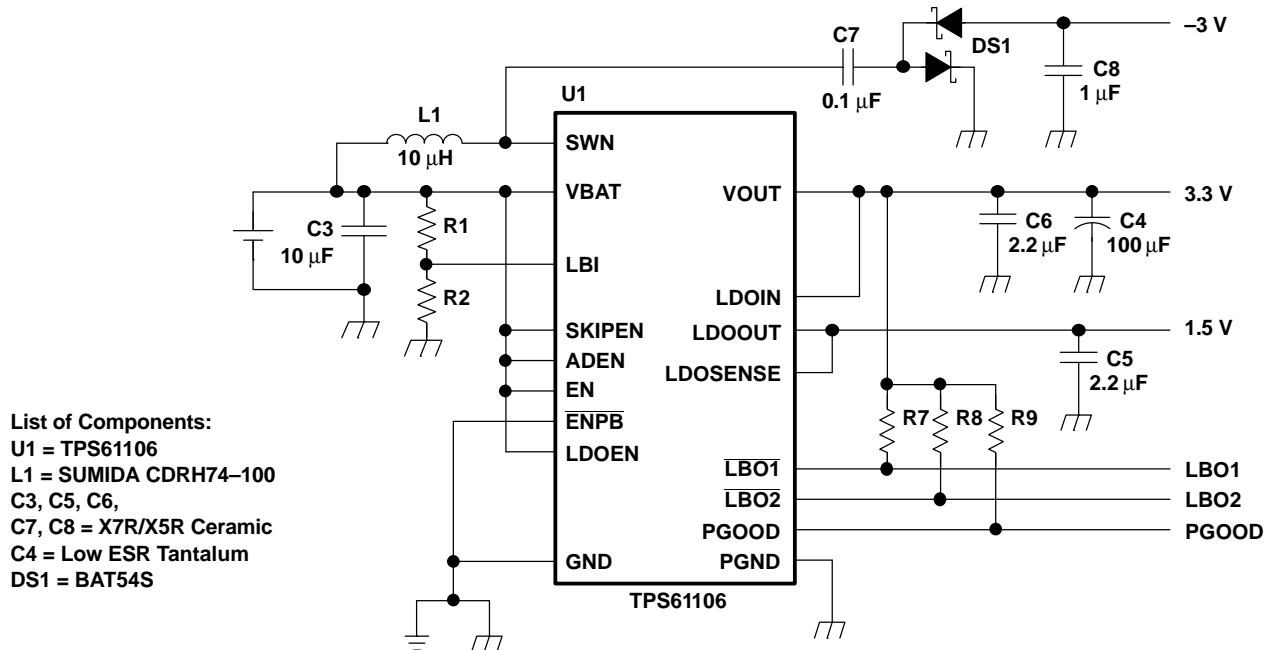 C7
–3 V
DS1
0.1 µF
C8
1 µF
U1
L1
10 µH
SWN
VBAT
VOUT
3.3 V
C3
10 µF
R1
C6
2.2 µF
C4
100 µF
LBI
R2
LDOIN
SKIPEN
LDOOUT
1.5 V
ADEN
LDOSENSE
C5
2.2 µF
EN
ENPB
LDOEN
R7
R8
R9
List of Components:
U1 = TPS61106
L1 = SUMIDA CDRH74–100
C3, C5, C6,
C7, C8 = X7R/X5R Ceramic
C4 = Low ESR Tantalum
DS1 = BAT54S
LBO1
LBO1
LBO2
LBO2
PGOOD
PGOOD
GND
PGND
TPS61106